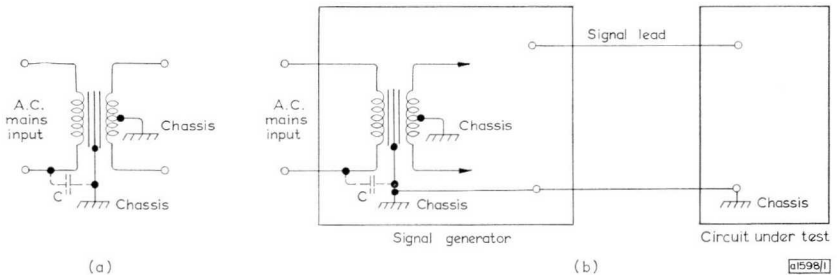 A.C.
mains
input
Chassis
C
Chassis
(a)
A.C.
mains
input
Chassis
C
Chassis
Signal generator
Signal lead
Chassis
Circuit under test
(b)
a1598/1